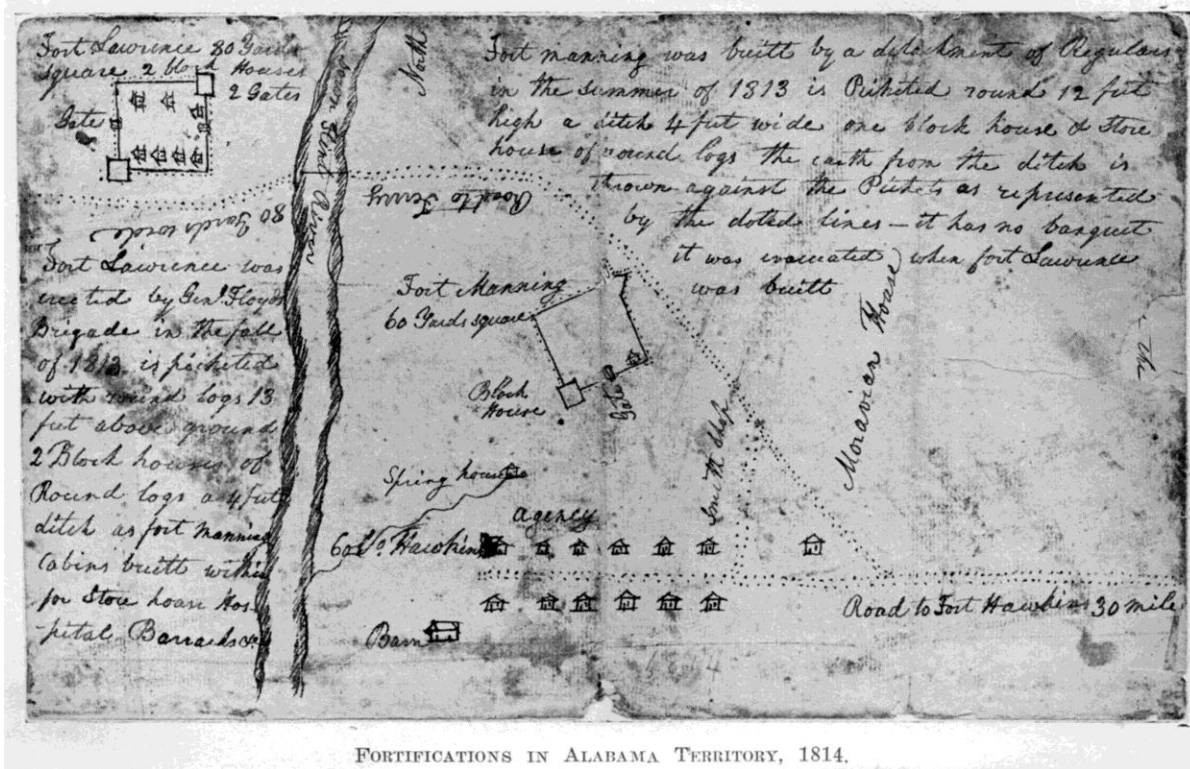 Fort Lawrence 80 Yards
square 2 block Houses
2 Gates
Gate
North
Fort manning was built by a detachment of Regulars
in the summer of 1813 is Picketed round 12 feet
high a ditch 4 feet wide one block house & Store
house of round logs the earth from the ditch is
thrown against the Pickets as represented
by the doted lines – it has no banquet
it was evacuated when fort Lawrence
was built
Flint River
80 Yards wide
Road to Ferry
Fort Lawrence was
erected by Genl Floyds
Brigade in the fall
of 1813 is picketed
with round logs 13
feet above ground
2 Block houses of
Round logs a 4 feet
ditch as fort manning
Cabins built within
for Store house Hos
pital Barracks &c
Fort Manning
60 Yards square
Block
House
Gate
Smith Shop
Moravian House
the
Spring house
agency
Colo. Hawkins
Barn
Road to Fort Hawkins 30 mile
1814
FORTIFICATIONS IN ALABAMA TERRITORY, 1814.